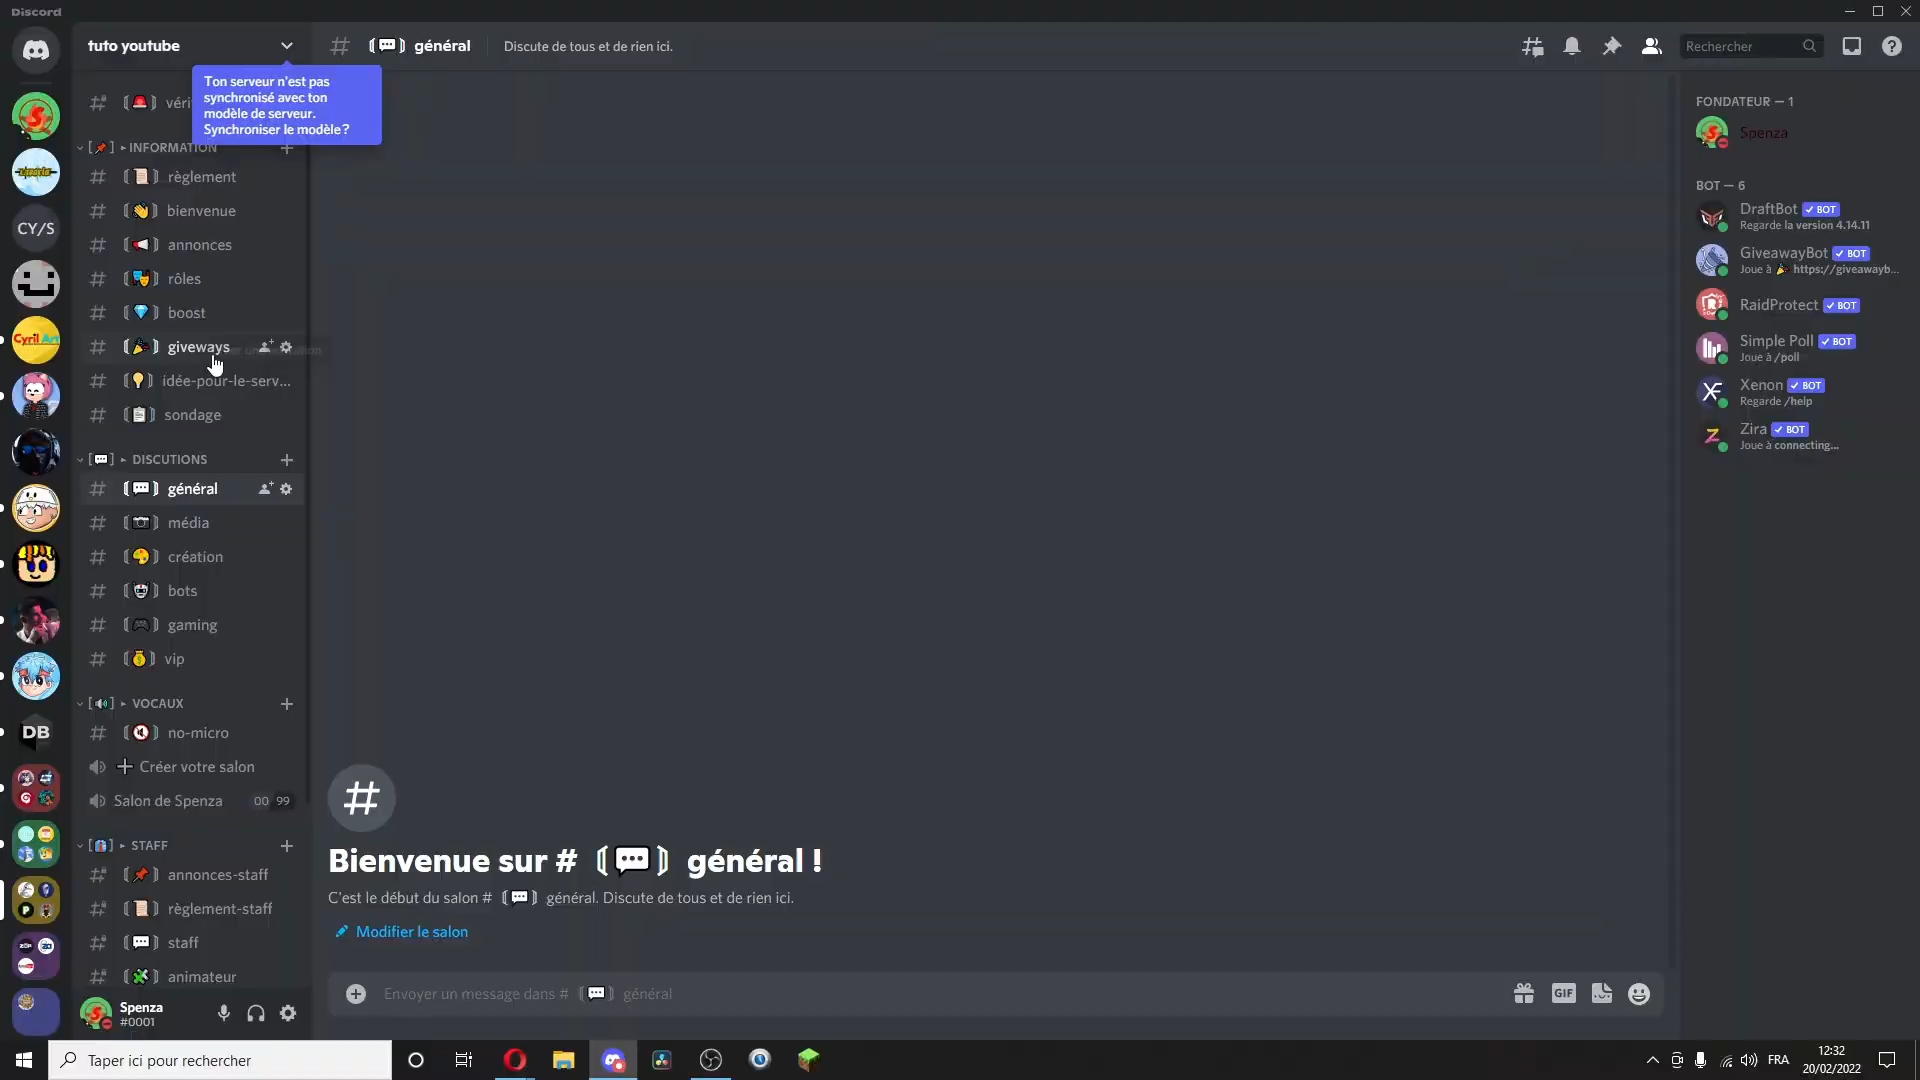 Discord
tuto youtube
Ton serveur n'est pas
synchronisé avec ton
modèle de serveur.
Synchroniser le modèle ?
INFORMATION
règlement
bienvenue
annonces
rôles
boost
giveways
idée-pour-le-serv...
sondage
DISCUTIONS
général
média
création
bots
gaming
vip
VOCAUX
no-micro
Créer votre salon
Salon de Spenza 00 99
STAFF
annonces-staff
règlement-staff
staff
animateur
Spenza
#0001
CY/S
Cyril Art
DB
# général
Discute de tous et de rien ici.
Rechercher
Bienvenue sur # général !
C'est le début du salon # général. Discute de tous et de rien ici.
Modifier le salon
Envoyer un message dans # général
GIF
FONDATEUR — 1
Spenza
BOT — 6
DraftBot BOT
Regarde la version 4.14.11
GiveawayBot BOT
Joue à https://giveawayb...
RaidProtect BOT
Simple Poll BOT
Joue à /poll
Xenon BOT
Regarde /help
Zira BOT
Joue à connecting...
Taper ici pour rechercher
FRA
12:32
20/02/2022